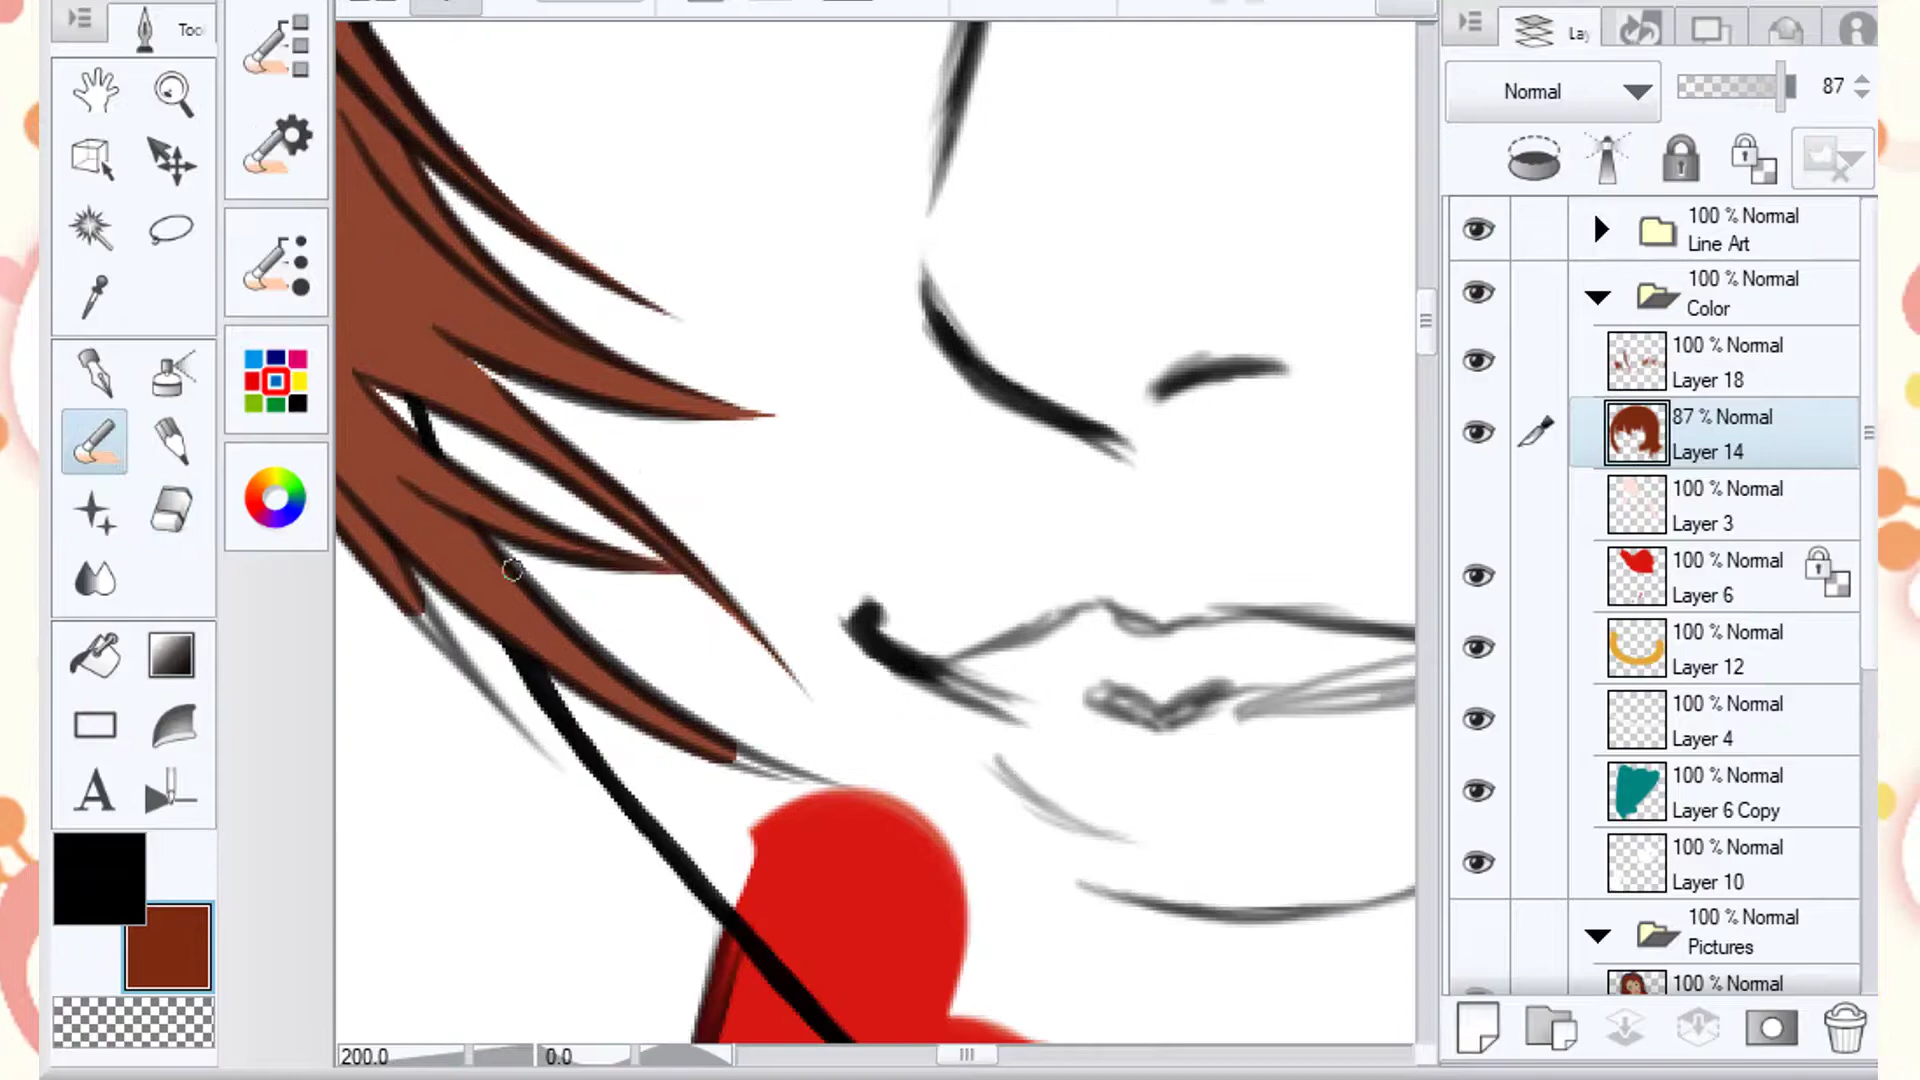 Too
Lay
Normal
87
100 % Normal
Line Art
100 % Normal
Color
100 % Normal
Layer 18
87 % Normal
Layer 14
100 % Normal
Layer 3
100 % Normal
Layer 6
100 % Normal
Layer 12
100 % Normal
Layer 4
100 % Normal
Layer 6 Copy
100 % Normal
Layer 10
100 % Normal
Pictures
100 % Normal
A
200.0
0.0